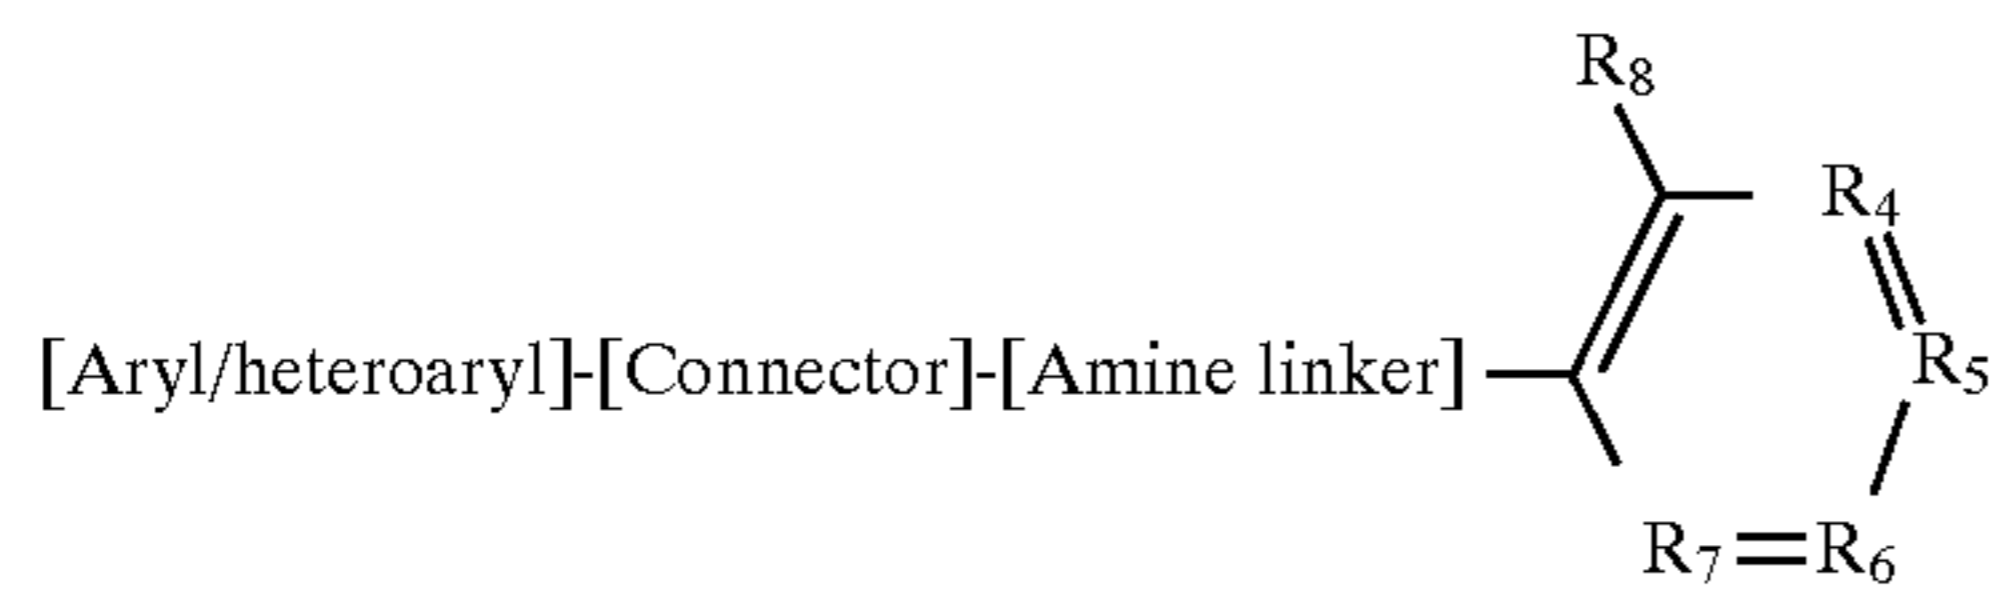 R₈
R₄
[Aryl/heteroaryl]-[Connector]-[Amine linker]
R₅
R₇=R₆